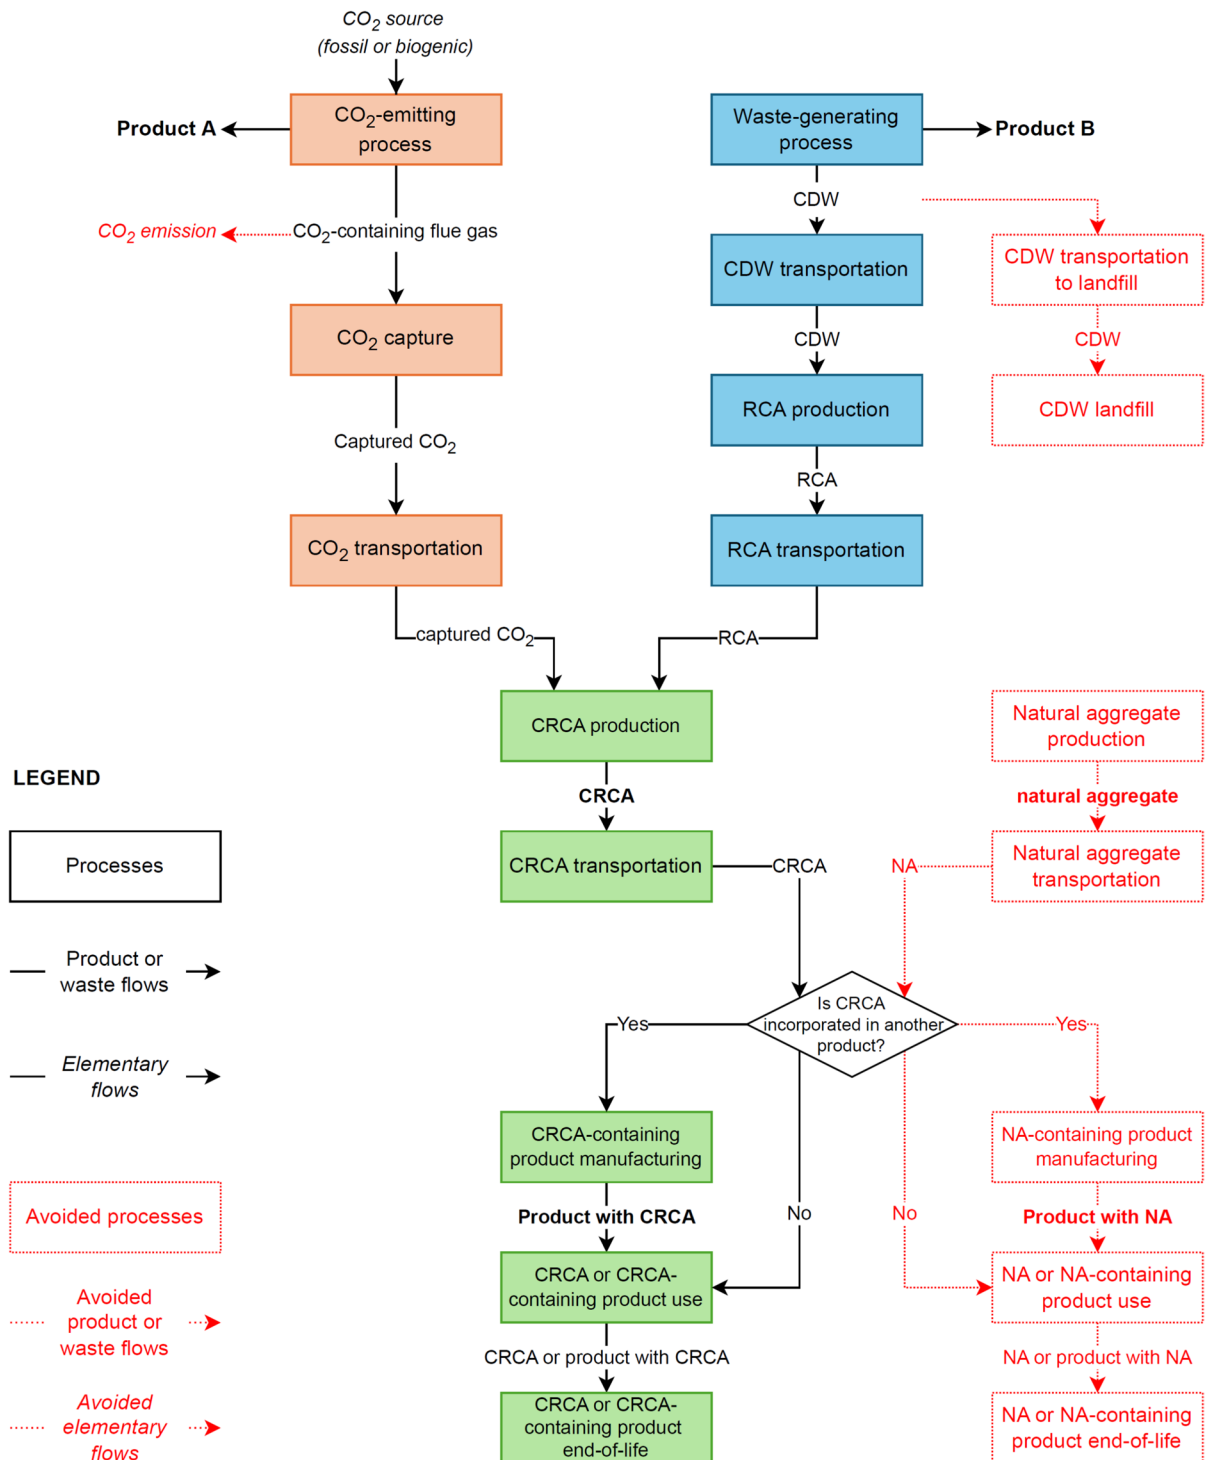 CO2 source
(fossil or biogenic)
Product A
CO2-emitting
process
Waste-generating
process
Product B
CDW
CO2 emission
CO2-containing flue gas
CDW transportation
CDW transportation
to landfill
CO2 capture
CDW
CDW
RCA production
CDW landfill
Captured CO2
RCA
CO2 transportation
RCA transportation
captured CO2
RCA
CRCA production
Natural aggregate
production
LEGEND
CRCA
natural aggregate
Processes
CRCA transportation
CRCA
NA
Natural aggregate
transportation
Product or
waste flows
Is CRCA
incorporated in another
product?
Yes
Yes
Elementary
flows
CRCA-containing
product manufacturing
NA-containing product
manufacturing
Avoided processes
Product with CRCA
No
No
Product with NA
CRCA or CRCA-
containing product use
NA or NA-containing
product use
Avoided
product or
waste flows
CRCA or product with CRCA
NA or product with NA
Avoided
elementary
flows
CRCA or CRCA-
containing product
end-of-life
NA or NA-containing
product end-of-life